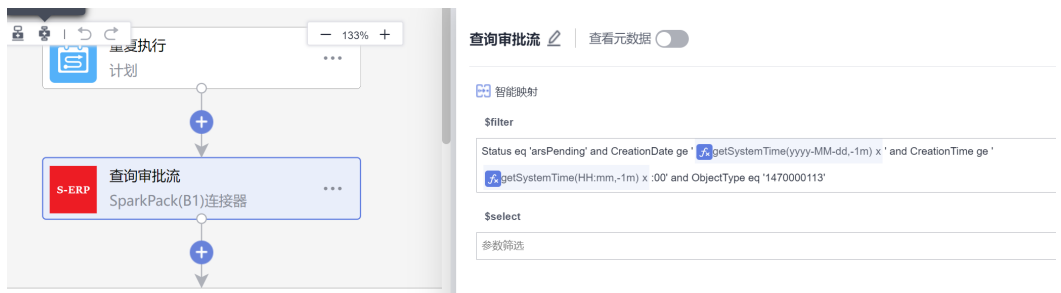 133%
重复执行
计划
S-ERP
查询审批流
SparkPack(B1)连接器
查询审批流
查看元数据
智能映射
$filter
Status eq 'arsPending' and CreationDate ge ' fx getSystemTime(yyyy-MM-dd,-1m) x ' and CreationTime ge '
fx getSystemTime(HH:mm,-1m) x :00' and ObjectType eq '1470000113'
$select
参数筛选